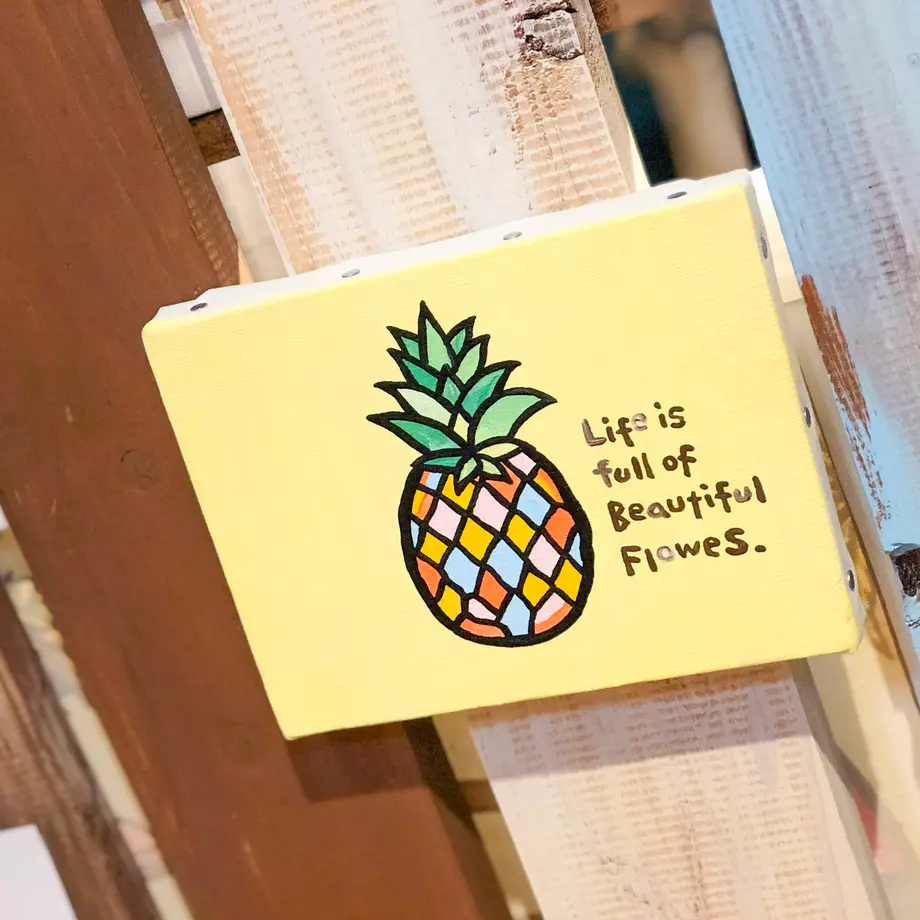 Life is
full of
Beautiful
Flowes.